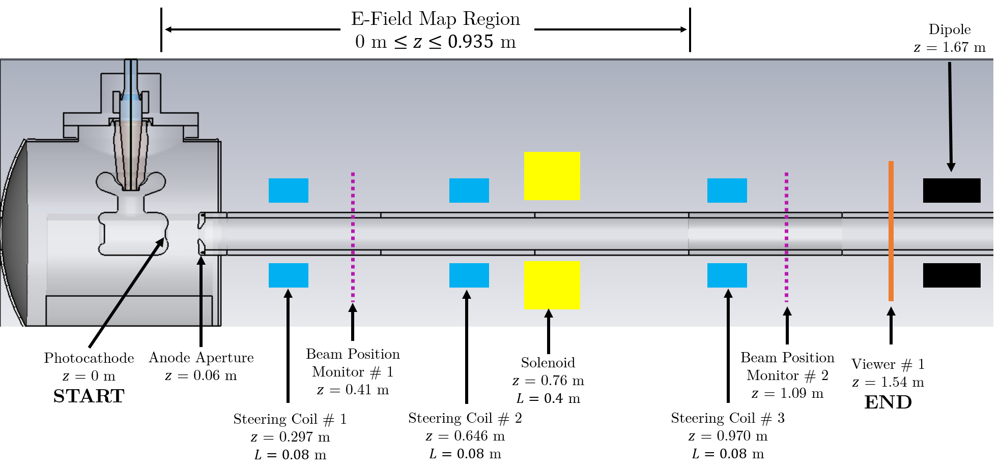 E-Field Map Region
0 m ≤ z ≤ 0.935 m
Dipole
z = 1.67 m
Photocathode
z = 0 m
START
Anode Aperture
z = 0.06 m
Beam Position
Monitor # 1
z = 0.41 m
Solenoid
z = 0.76 m
L = 0.4 m
Beam Position
Monitor # 2
z = 1.09 m
Viewer # 1
z = 1.54 m
END
Steering Coil # 1
z = 0.297 m
L = 0.08 m
Steering Coil # 2
z = 0.646 m
L = 0.08 m
Steering Coil # 3
z = 0.970 m
L = 0.08 m